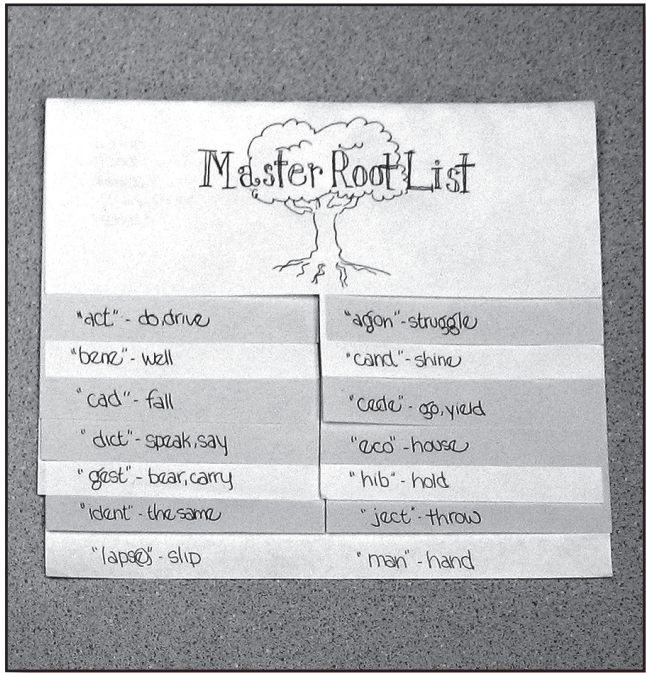 Master Root List
"act" - do, drive
"agon" - struggle
"bene" - well
"cand" - shine
"cad" - fall
"cede" - go, yield
"dict" - speak, say
"eco" - house
"gest" - bear, carry
"hib" - hold
"ident" - the same
"ject" - throw
"laps(e)" - slip
"man" - hand